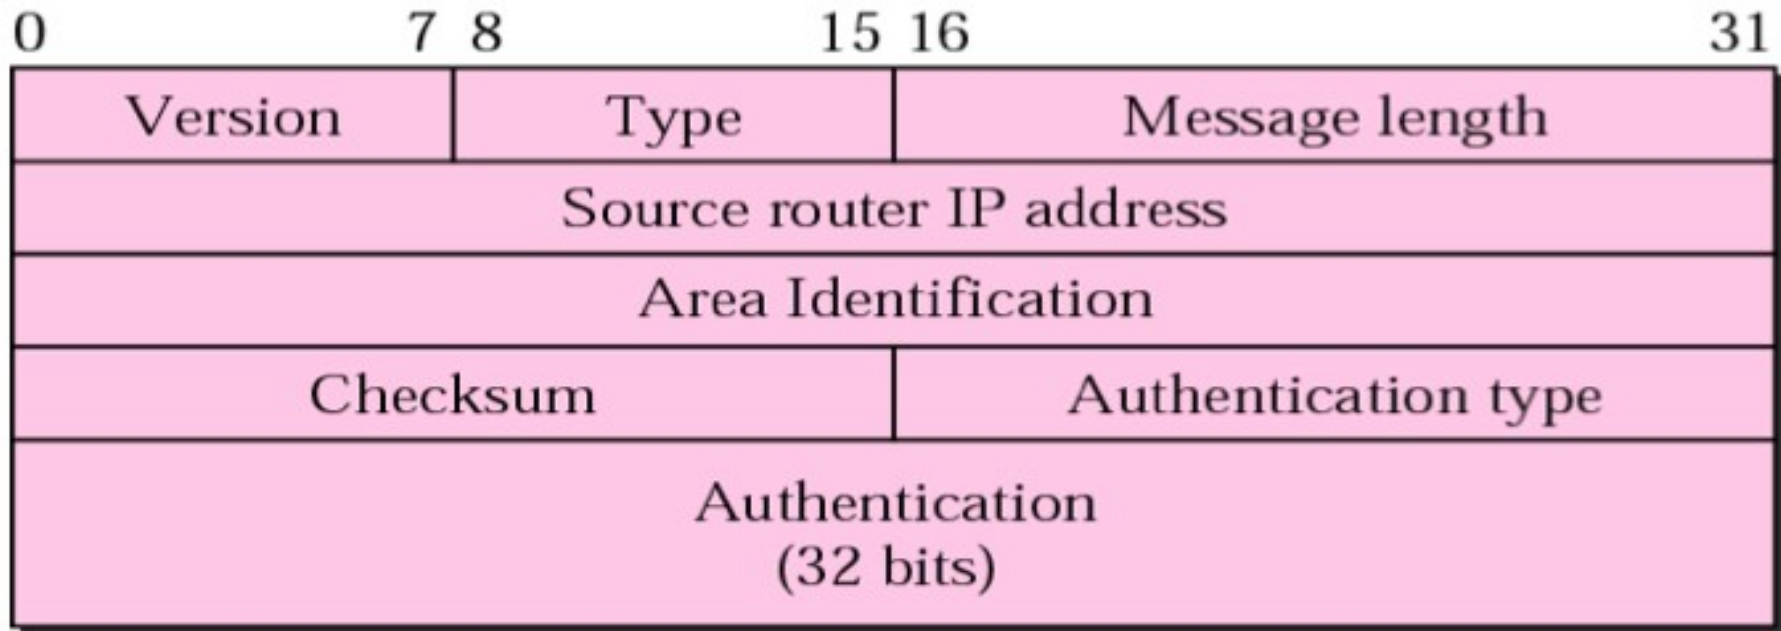 0 7 8 15 16 31
Version Type Message length
Source router IP address
Area Identification
Checksum Authentication type
Authentication
(32 bits)